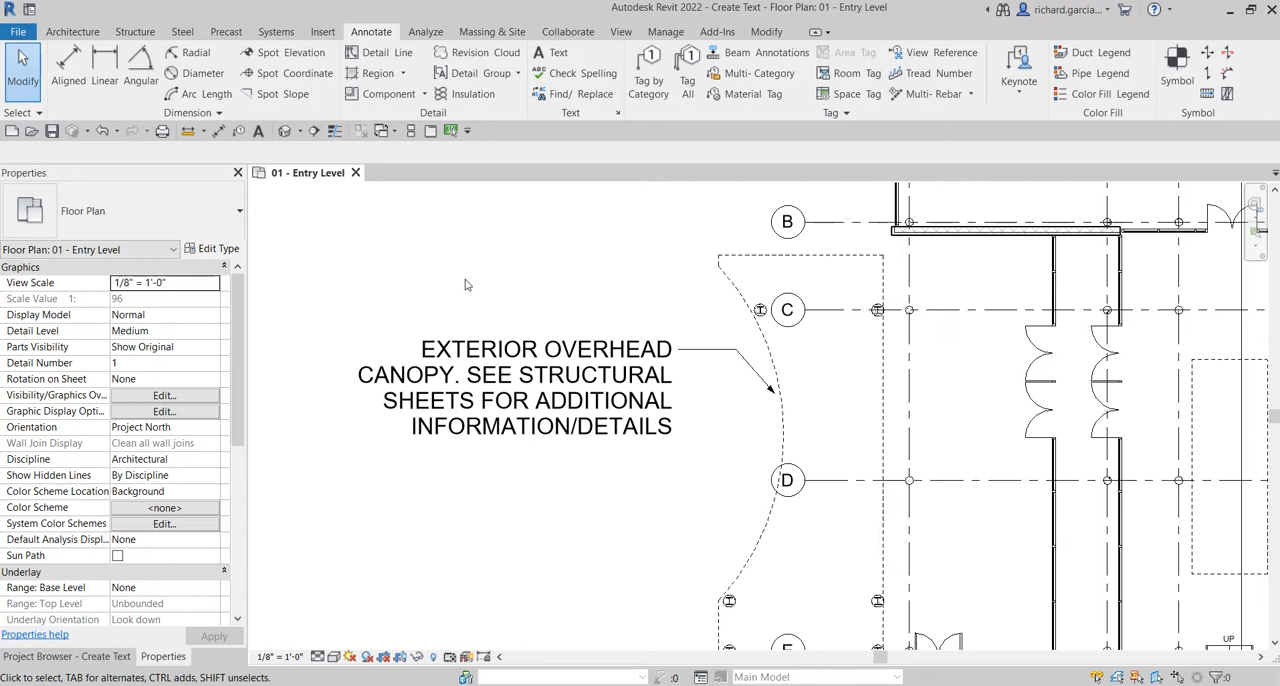 Autodesk Revit 2022 - Create Text - Floor Plan: 01 - Entry Level
richard.garcia...
File Architecture Structure Steel Precast Systems Insert Annotate Analyze Massing & Site Collaborate View Manage Add-Ins Modify
Modify
Select
Aligned Linear Angular
Radial
Diameter
Arc Length
Spot Elevation
Spot Coordinate
Spot Slope
Dimension
Detail Line
Region
Component
Revision Cloud
Detail Group
Insulation
Detail
Text
Check Spelling
Find/ Replace
Text
Tag by
Category
Tag
All
Beam Annotations
Multi- Category
Material Tag
Area Tag
Room Tag
Space Tag
View Reference
Tread Number
Multi- Rebar
Tag
Keynote
Duct Legend
Pipe Legend
Color Fill Legend
Color Fill
Symbol
Symbol
Properties
01 - Entry Level
Floor Plan
Floor Plan: 01 - Entry Level
Edit Type
Graphics
View Scale 1/8" = 1'-0"
Scale Value 1: 96
Display Model Normal
Detail Level Medium
Parts Visibility Show Original
Detail Number 1
Rotation on Sheet None
Visibility/Graphics Ov... Edit...
Graphic Display Opti... Edit...
Orientation Project North
Wall Join Display Clean all wall joins
Discipline Architectural
Show Hidden Lines By Discipline
Color Scheme Location Background
Color Scheme <none>
System Color Schemes Edit...
Default Analysis Displ... None
Sun Path
Underlay
Range: Base Level None
Range: Top Level Unbounded
Underlay Orientation Look down
Properties help
Apply
Project Browser - Create Text Properties
B
C
EXTERIOR OVERHEAD
CANOPY. SEE STRUCTURAL
SHEETS FOR ADDITIONAL
INFORMATION/DETAILS
D
UP
1/8" = 1'-0"
Click to select, TAB for alternates, CTRL adds, SHIFT unselects.
:0
Main Model
:0